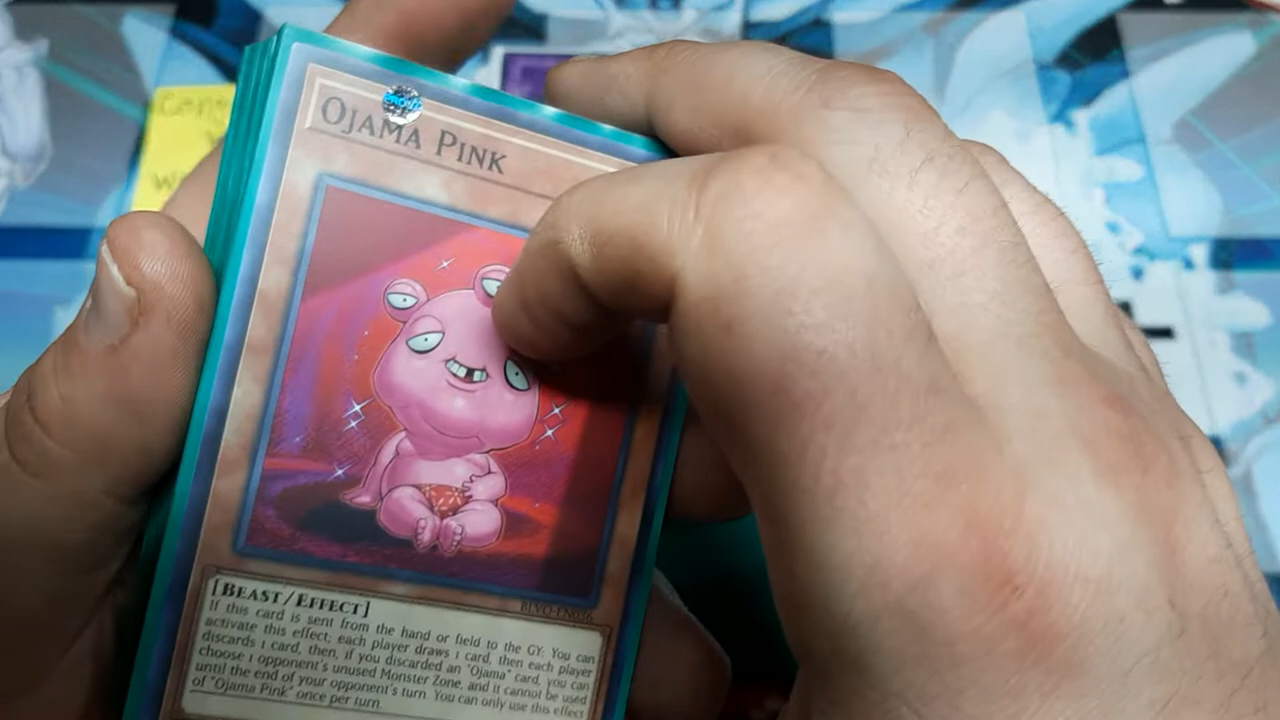 OJAMA PINK
[BEAST/EFFECT]
BLVO-EN036
If this card is sent from the hand or field to the GY: You can
activate this effect; each player draws 1 card, then each player
discards 1 card, then, if you discarded an "Ojama" card, you can
choose 1 opponent's unused Monster Zone, and it cannot be used
until the end of your opponent's turn. You can only use this effect
of "Ojama Pink" once per turn.